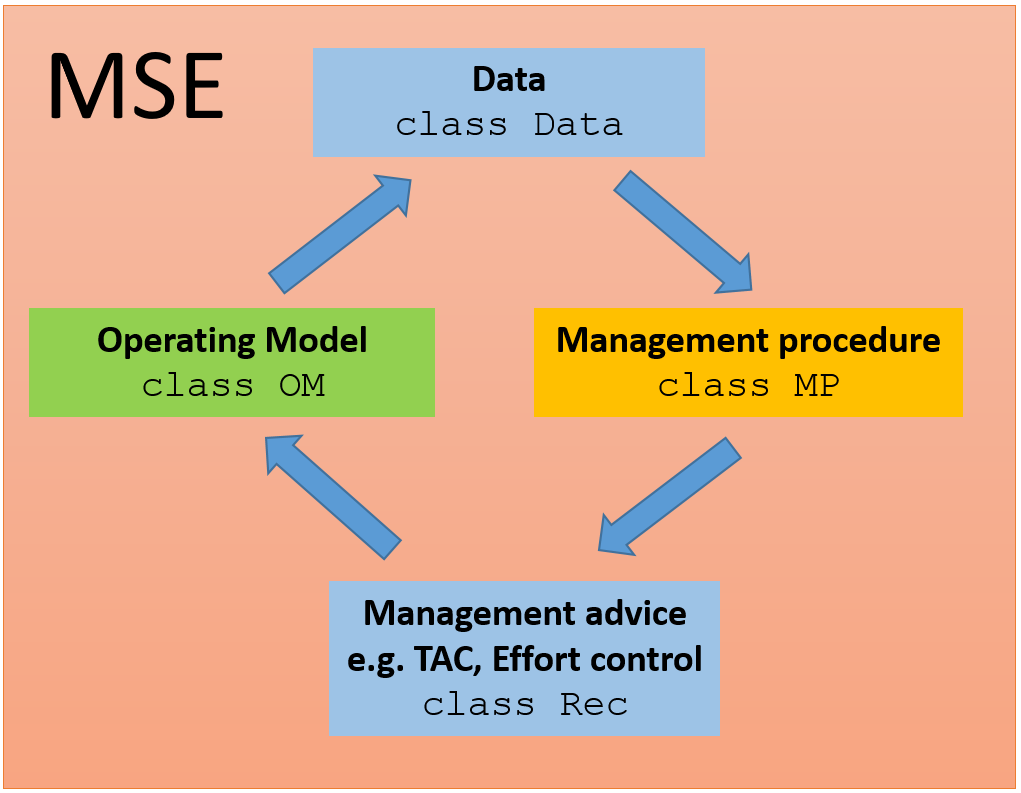 MSE
Data
class Data
Operating Model
class OM
Management procedure
class MP
Management advice
e.g. TAC, Effort control
class Rec